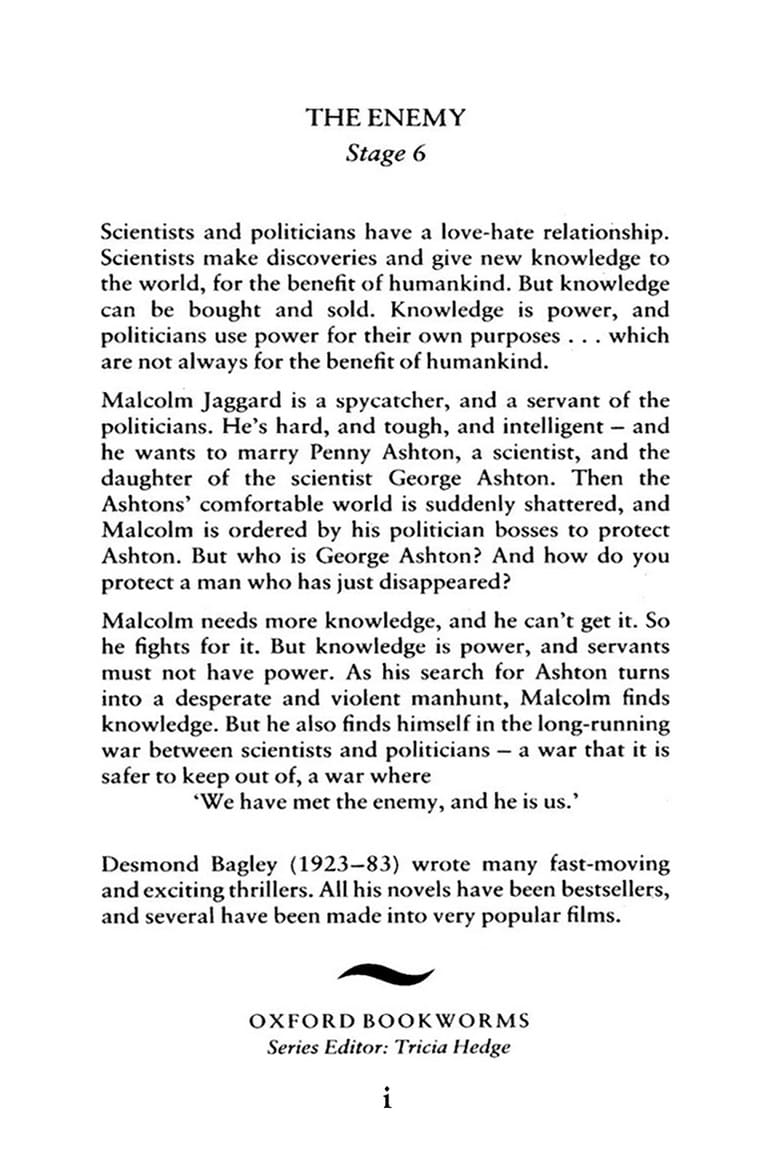 THE ENEMY
Stage 6
Scientists and politicians have a love-hate relationship.
Scientists make discoveries and give new knowledge to
the world, for the benefit of humankind. But knowledge
can be bought and sold. Knowledge is power, and
politicians use power for their own purposes . . . which
are not always for the benefit of humankind.
Malcolm Jaggard is a spycatcher, and a servant of the
politicians. He's hard, and tough, and intelligent – and
he wants to marry Penny Ashton, a scientist, and the
daughter of the scientist George Ashton. Then the
Ashtons' comfortable world is suddenly shattered, and
Malcolm is ordered by his politician bosses to protect
Ashton. But who is George Ashton? And how do you
protect a man who has just disappeared?
Malcolm needs more knowledge, and he can't get it. So
he fights for it. But knowledge is power, and servants
must not have power. As his search for Ashton turns
into a desperate and violent manhunt, Malcolm finds
knowledge. But he also finds himself in the long-running
war between scientists and politicians – a war that it is
safer to keep out of, a war where
'We have met the enemy, and he is us.'
Desmond Bagley (1923–83) wrote many fast-moving
and exciting thrillers. All his novels have been bestsellers,
and several have been made into very popular films.
OXFORD BOOKWORMS
Series Editor: Tricia Hedge
i